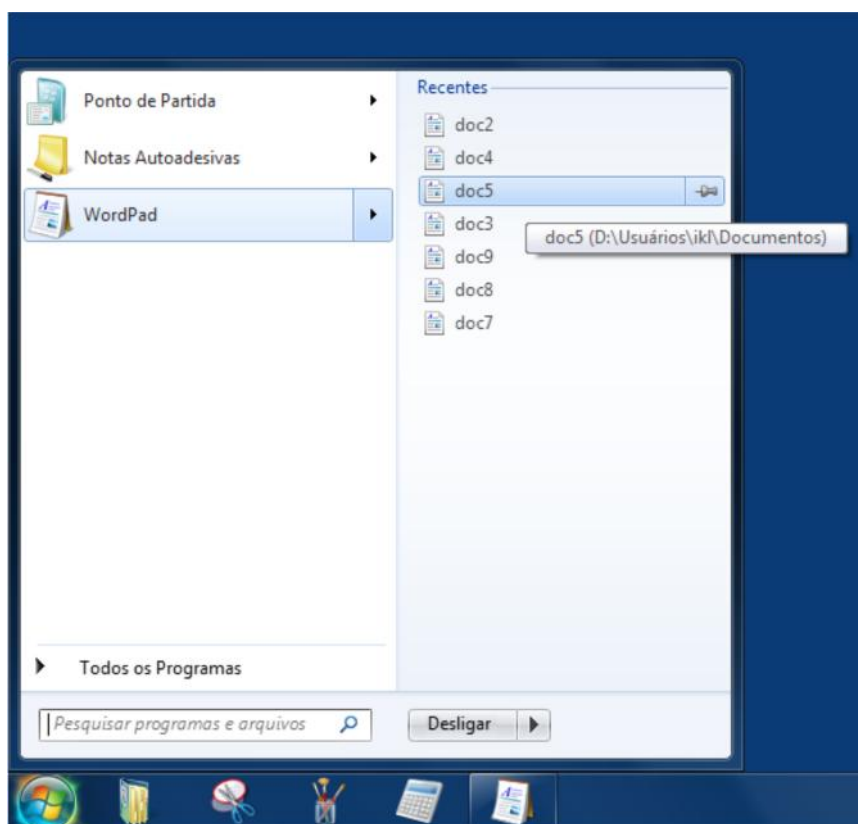 Ponto de Partida
Notas Autoadesivas
WordPad
Recentes
doc2
doc4
doc5
doc3
doc5 (D:\Usuários\ikl\Documentos)
doc9
doc8
doc7
Todos os Programas
Pesquisar programas e arquivos
Desligar